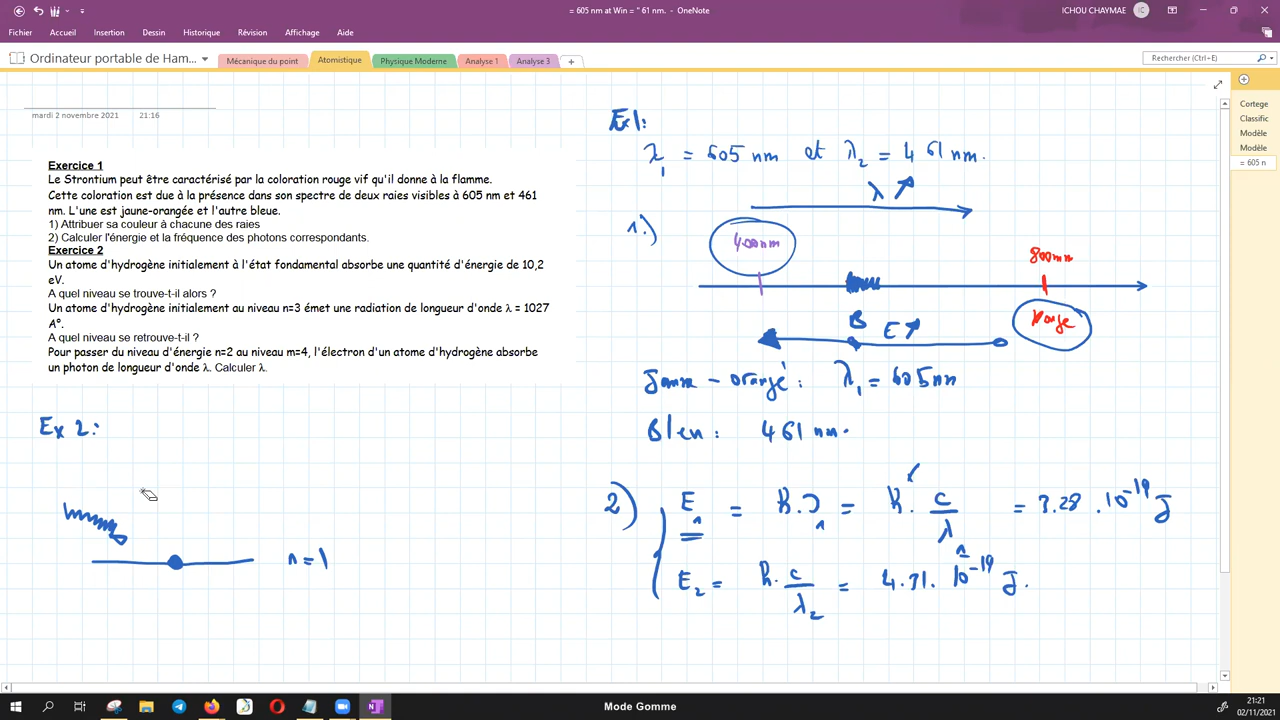 = 605 nm at Win = " 61 nm. - OneNote
ICHOU CHAYMAE
IC
Fichier Accueil Insertion Dessin Historique Révision Affichage Aide
Ordinateur portable de Ham...
Mécanique du point
Atomistique
Physique Moderne
Analyse 1
Analyse 3
Rechercher (Ctrl+E)
Cortege
Classific
Modèle
Modèle
= 605 n
mardi 2 novembre 2021 21:16
Exercice 1
Le Strontium peut être caractérisé par la coloration rouge vif qu'il donne à la flamme.
Cette coloration est due à la présence dans son spectre de deux raies visibles à 605 nm et 461
nm. L'une est jaune-orangée et l'autre bleue.
1) Attribuer sa couleur à chacune des raies
2) Calculer l'énergie et la fréquence des photons correspondants.
Exercice 2
Un atome d'hydrogène initialement à l'état fondamental absorbe une quantité d'énergie de 10,2
eV.
A quel niveau se trouve-t-il alors ?
Un atome d'hydrogène initialement au niveau n=3 émet une radiation de longueur d'onde λ = 1027
A°.
A quel niveau se retrouve-t-il ?
Pour passer du niveau d'énergie n=2 au niveau m=4, l'électron d'un atome d'hydrogène absorbe
un photon de longueur d'onde λ. Calculer λ.
Ex 2:
n = 1
Ex1:
λ1 = 605 nm et λ2 = 461 nm.
λ
1.)
400nm
800nm
B
E
Rouge
Jaune - orangé : λ1 = 605nm
Bleu : 461 nm.
2) E1 = h.ν1 = h. c/λ1 = 3.28 . 10^-19 J
E2 = h. c/λ2 = 4.31. 10^-19 J.
Mode Gomme
21:21
02/11/2021